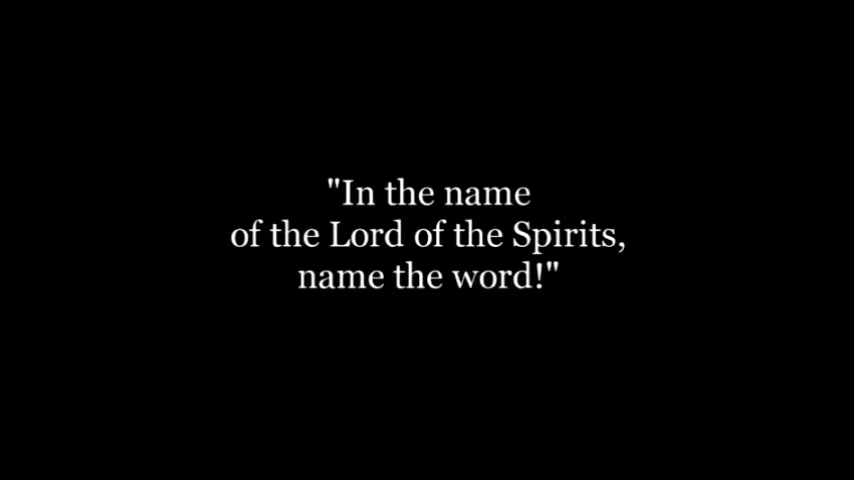 "In the name
of the Lord of the Spirits,
name the word!"